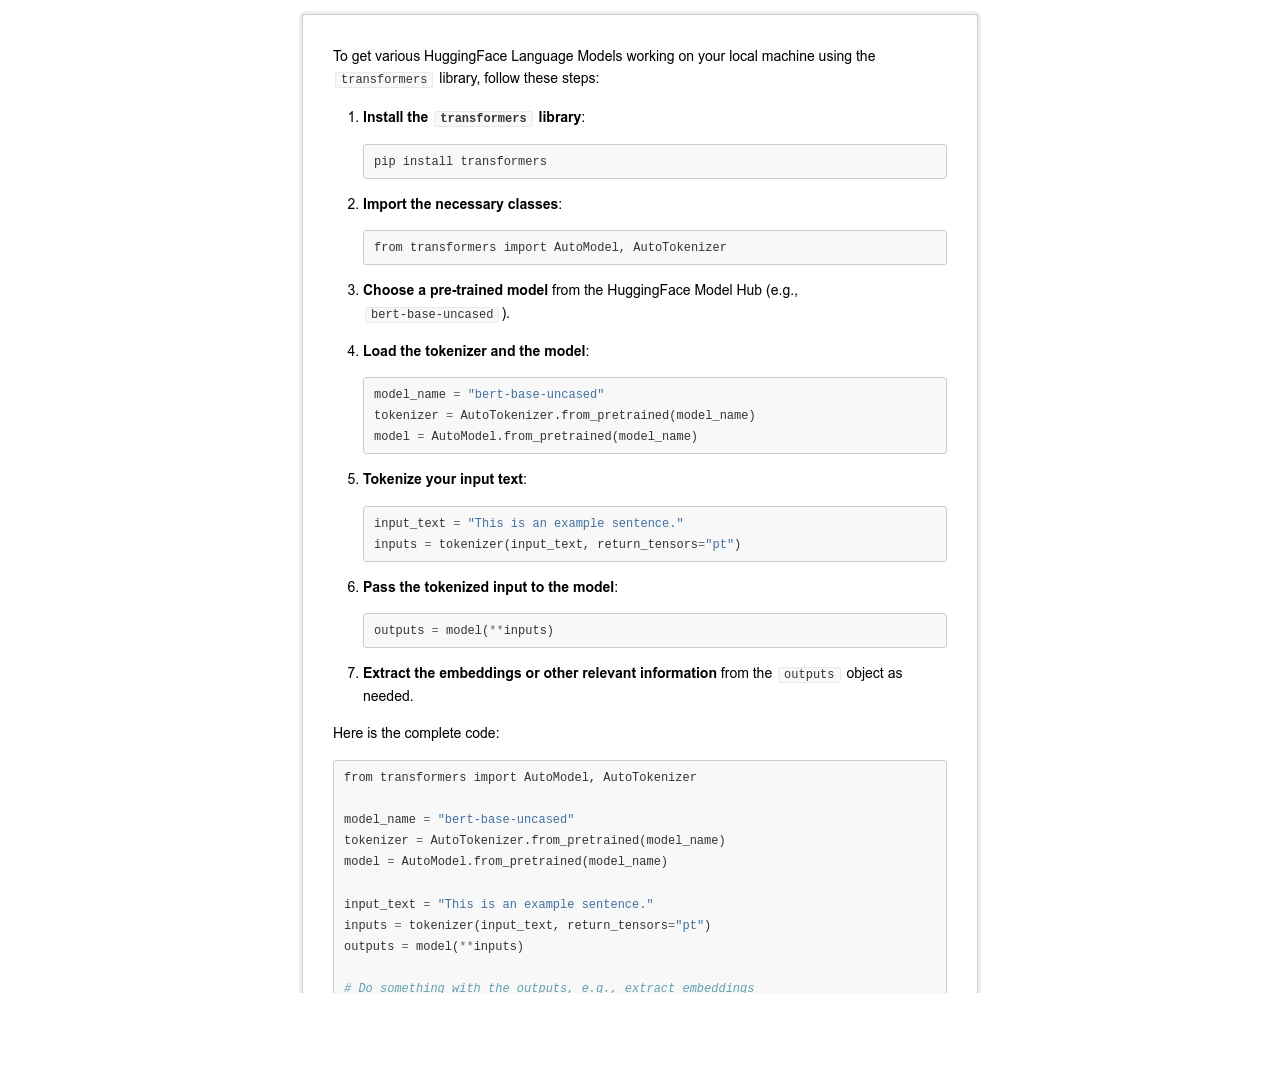 To get various HuggingFace Language Models working on your local machine using the
transformers library, follow these steps:
1. Install the transformers library:
pip install transformers
2. Import the necessary classes:
from transformers import AutoModel, AutoTokenizer
3. Choose a pre-trained model from the HuggingFace Model Hub (e.g.,
bert-base-uncased ).
4. Load the tokenizer and the model:
model_name = "bert-base-uncased"
tokenizer = AutoTokenizer.from_pretrained(model_name)
model = AutoModel.from_pretrained(model_name)
5. Tokenize your input text:
input_text = "This is an example sentence."
inputs = tokenizer(input_text, return_tensors="pt")
6. Pass the tokenized input to the model:
outputs = model(**inputs)
7. Extract the embeddings or other relevant information from the outputs object as
needed.
Here is the complete code:
from transformers import AutoModel, AutoTokenizer
model_name = "bert-base-uncased"
tokenizer = AutoTokenizer.from_pretrained(model_name)
model = AutoModel.from_pretrained(model_name)
input_text = "This is an example sentence."
inputs = tokenizer(input_text, return_tensors="pt")
outputs = model(**inputs)
# Do something with the outputs, e.g., extract embeddings